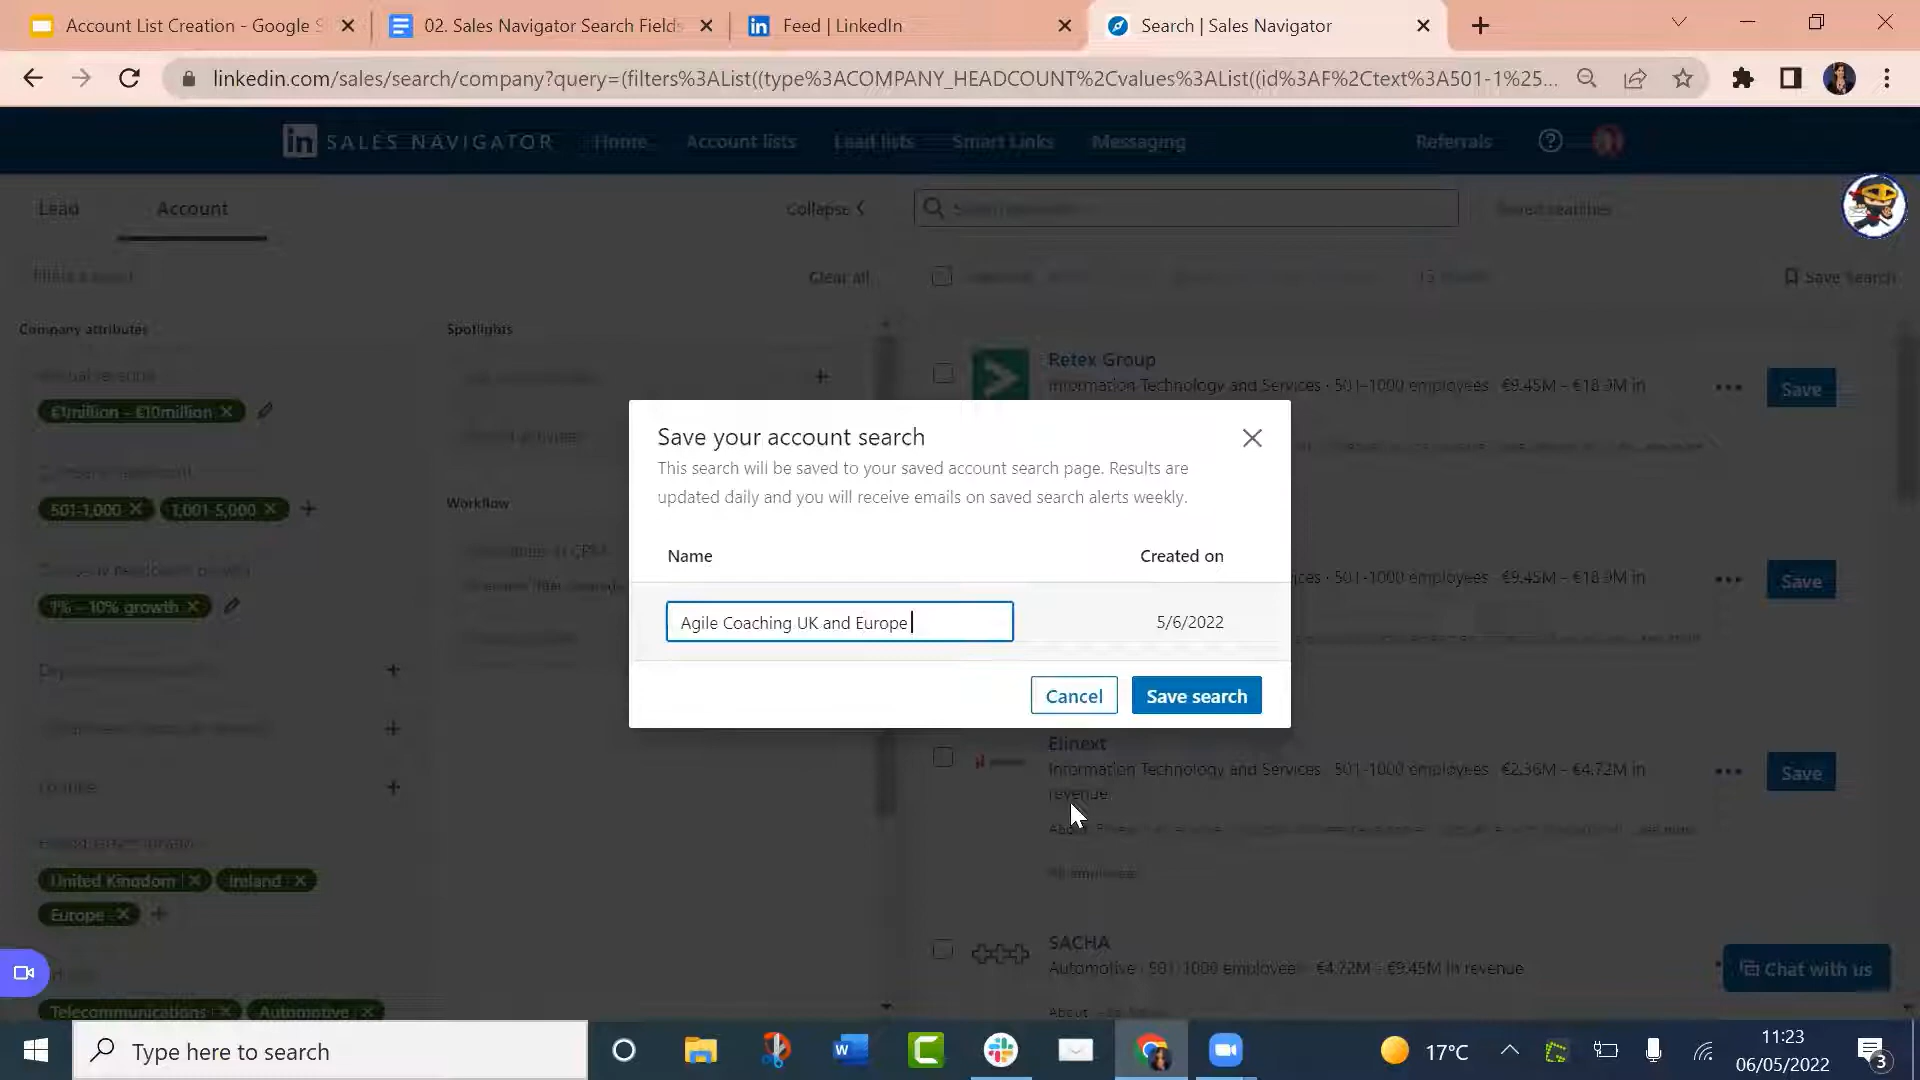 Account List Creation - Google S
02. Sales Navigator Search Fields
Feed | LinkedIn
Search | Sales Navigator
linkedin.com/sales/search/company?query=(filters%3AList((type%3ACOMPANY_HEADCOUNT%2Cvalues%3AList((id%3AF%2Ctext%3A501-1%25...
in SALES NAVIGATOR
Home
Account lists
Lead lists
Smart Links
Messaging
Referrals
Lead
Account
Collapse
Saved searches
Clear all
Save search
Company attributes
Spotlights
€1million - €10million
501-1,000
1,001-5,000
Workflow
1% - 10% growth
United Kingdom
Ireland
Europe
Telecommunications
Automotive
Retex Group
Information Technology and Services · 501-1000 employees · €9.45M - €18.9M in
Save
Save your account search
This search will be saved to your saved account search page. Results are
updated daily and you will receive emails on saved search alerts weekly.
Name
Created on
Agile Coaching UK and Europe
5/6/2022
Cancel
Save search
ices · 501-1000 employees · €9.45M - €18.9M in
Save
Elinext
Information Technology and Services · 501-1000 employees · €2.36M - €4.72M in
revenue
Save
SACHA
Automotive · 501-1000 employees · €4.72M - €9.45M in revenue
About
Chat with us
Type here to search
17°C
11:23
06/05/2022
3